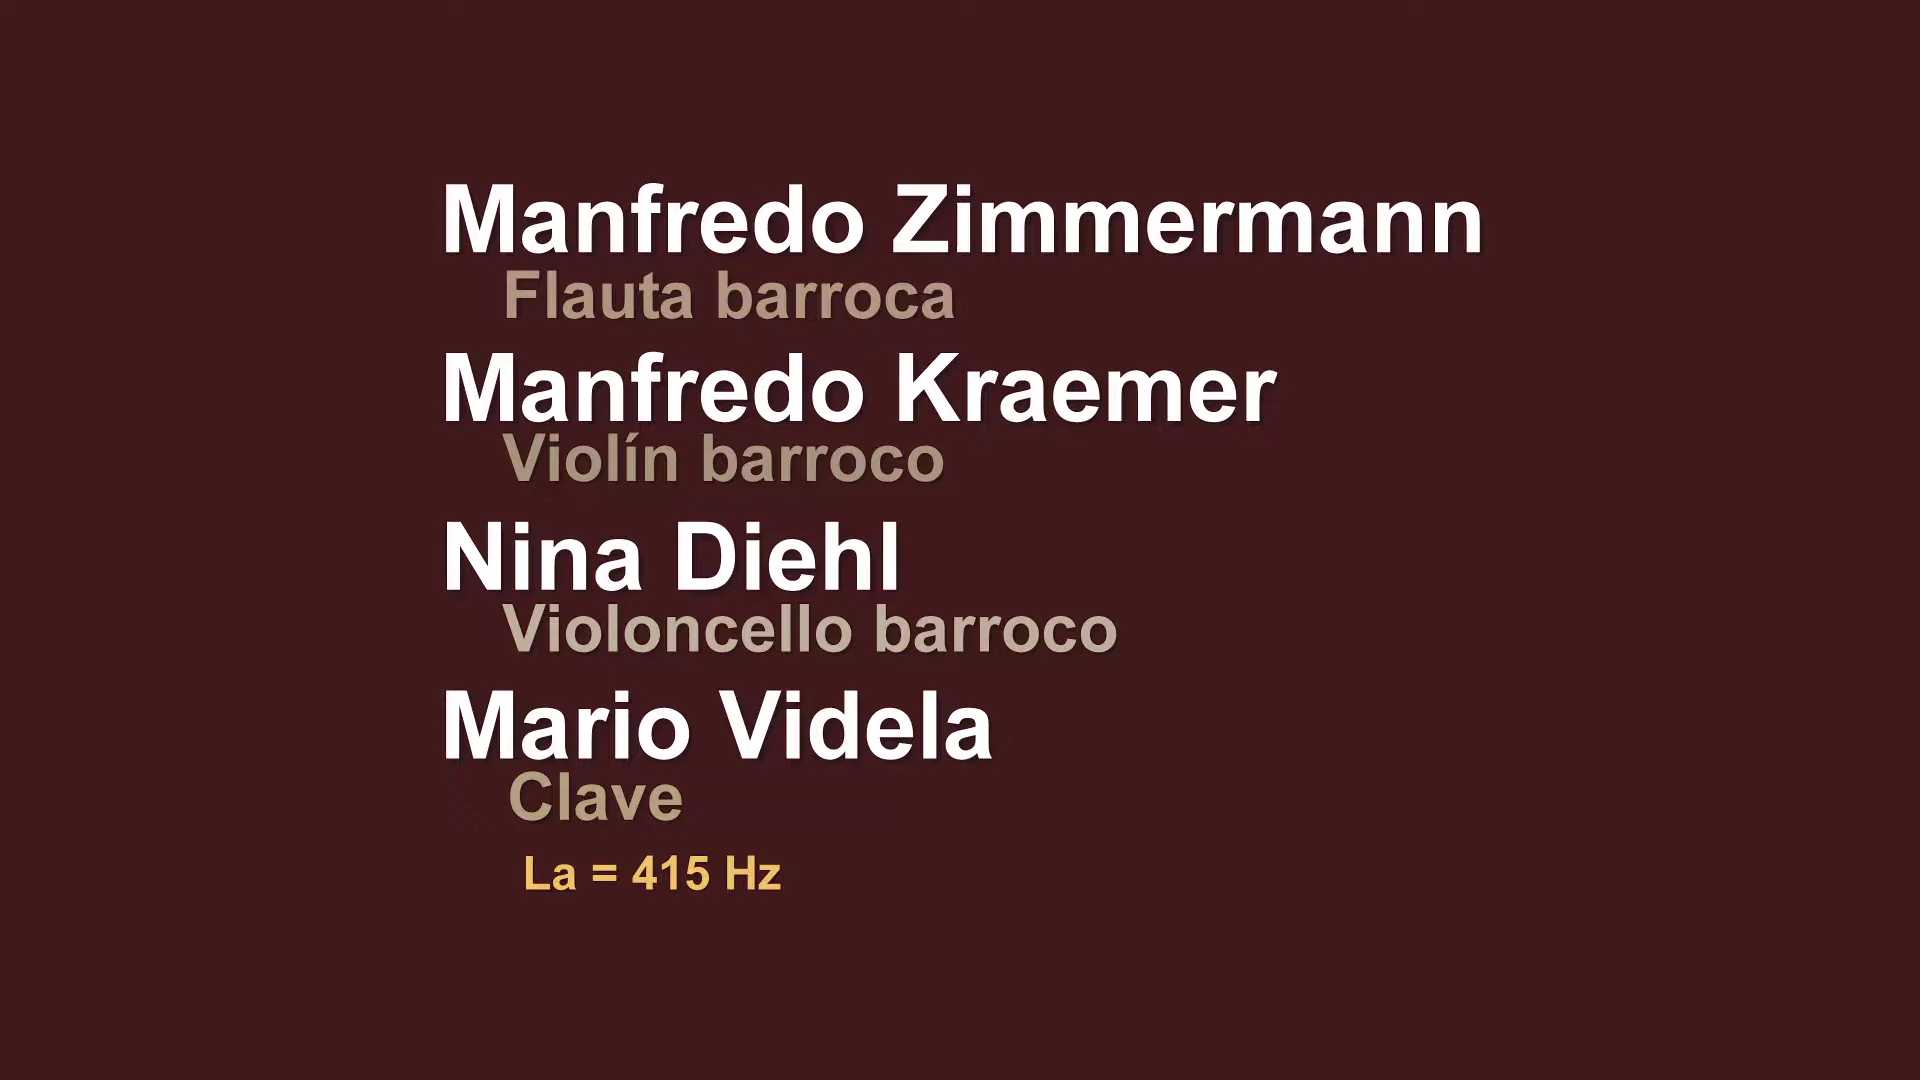 Manfredo Zimmermann
Flauta barroca
Manfredo Kraemer
Violín barroco
Nina Diehl
Violoncello barroco
Mario Videla
Clave
La = 415 Hz